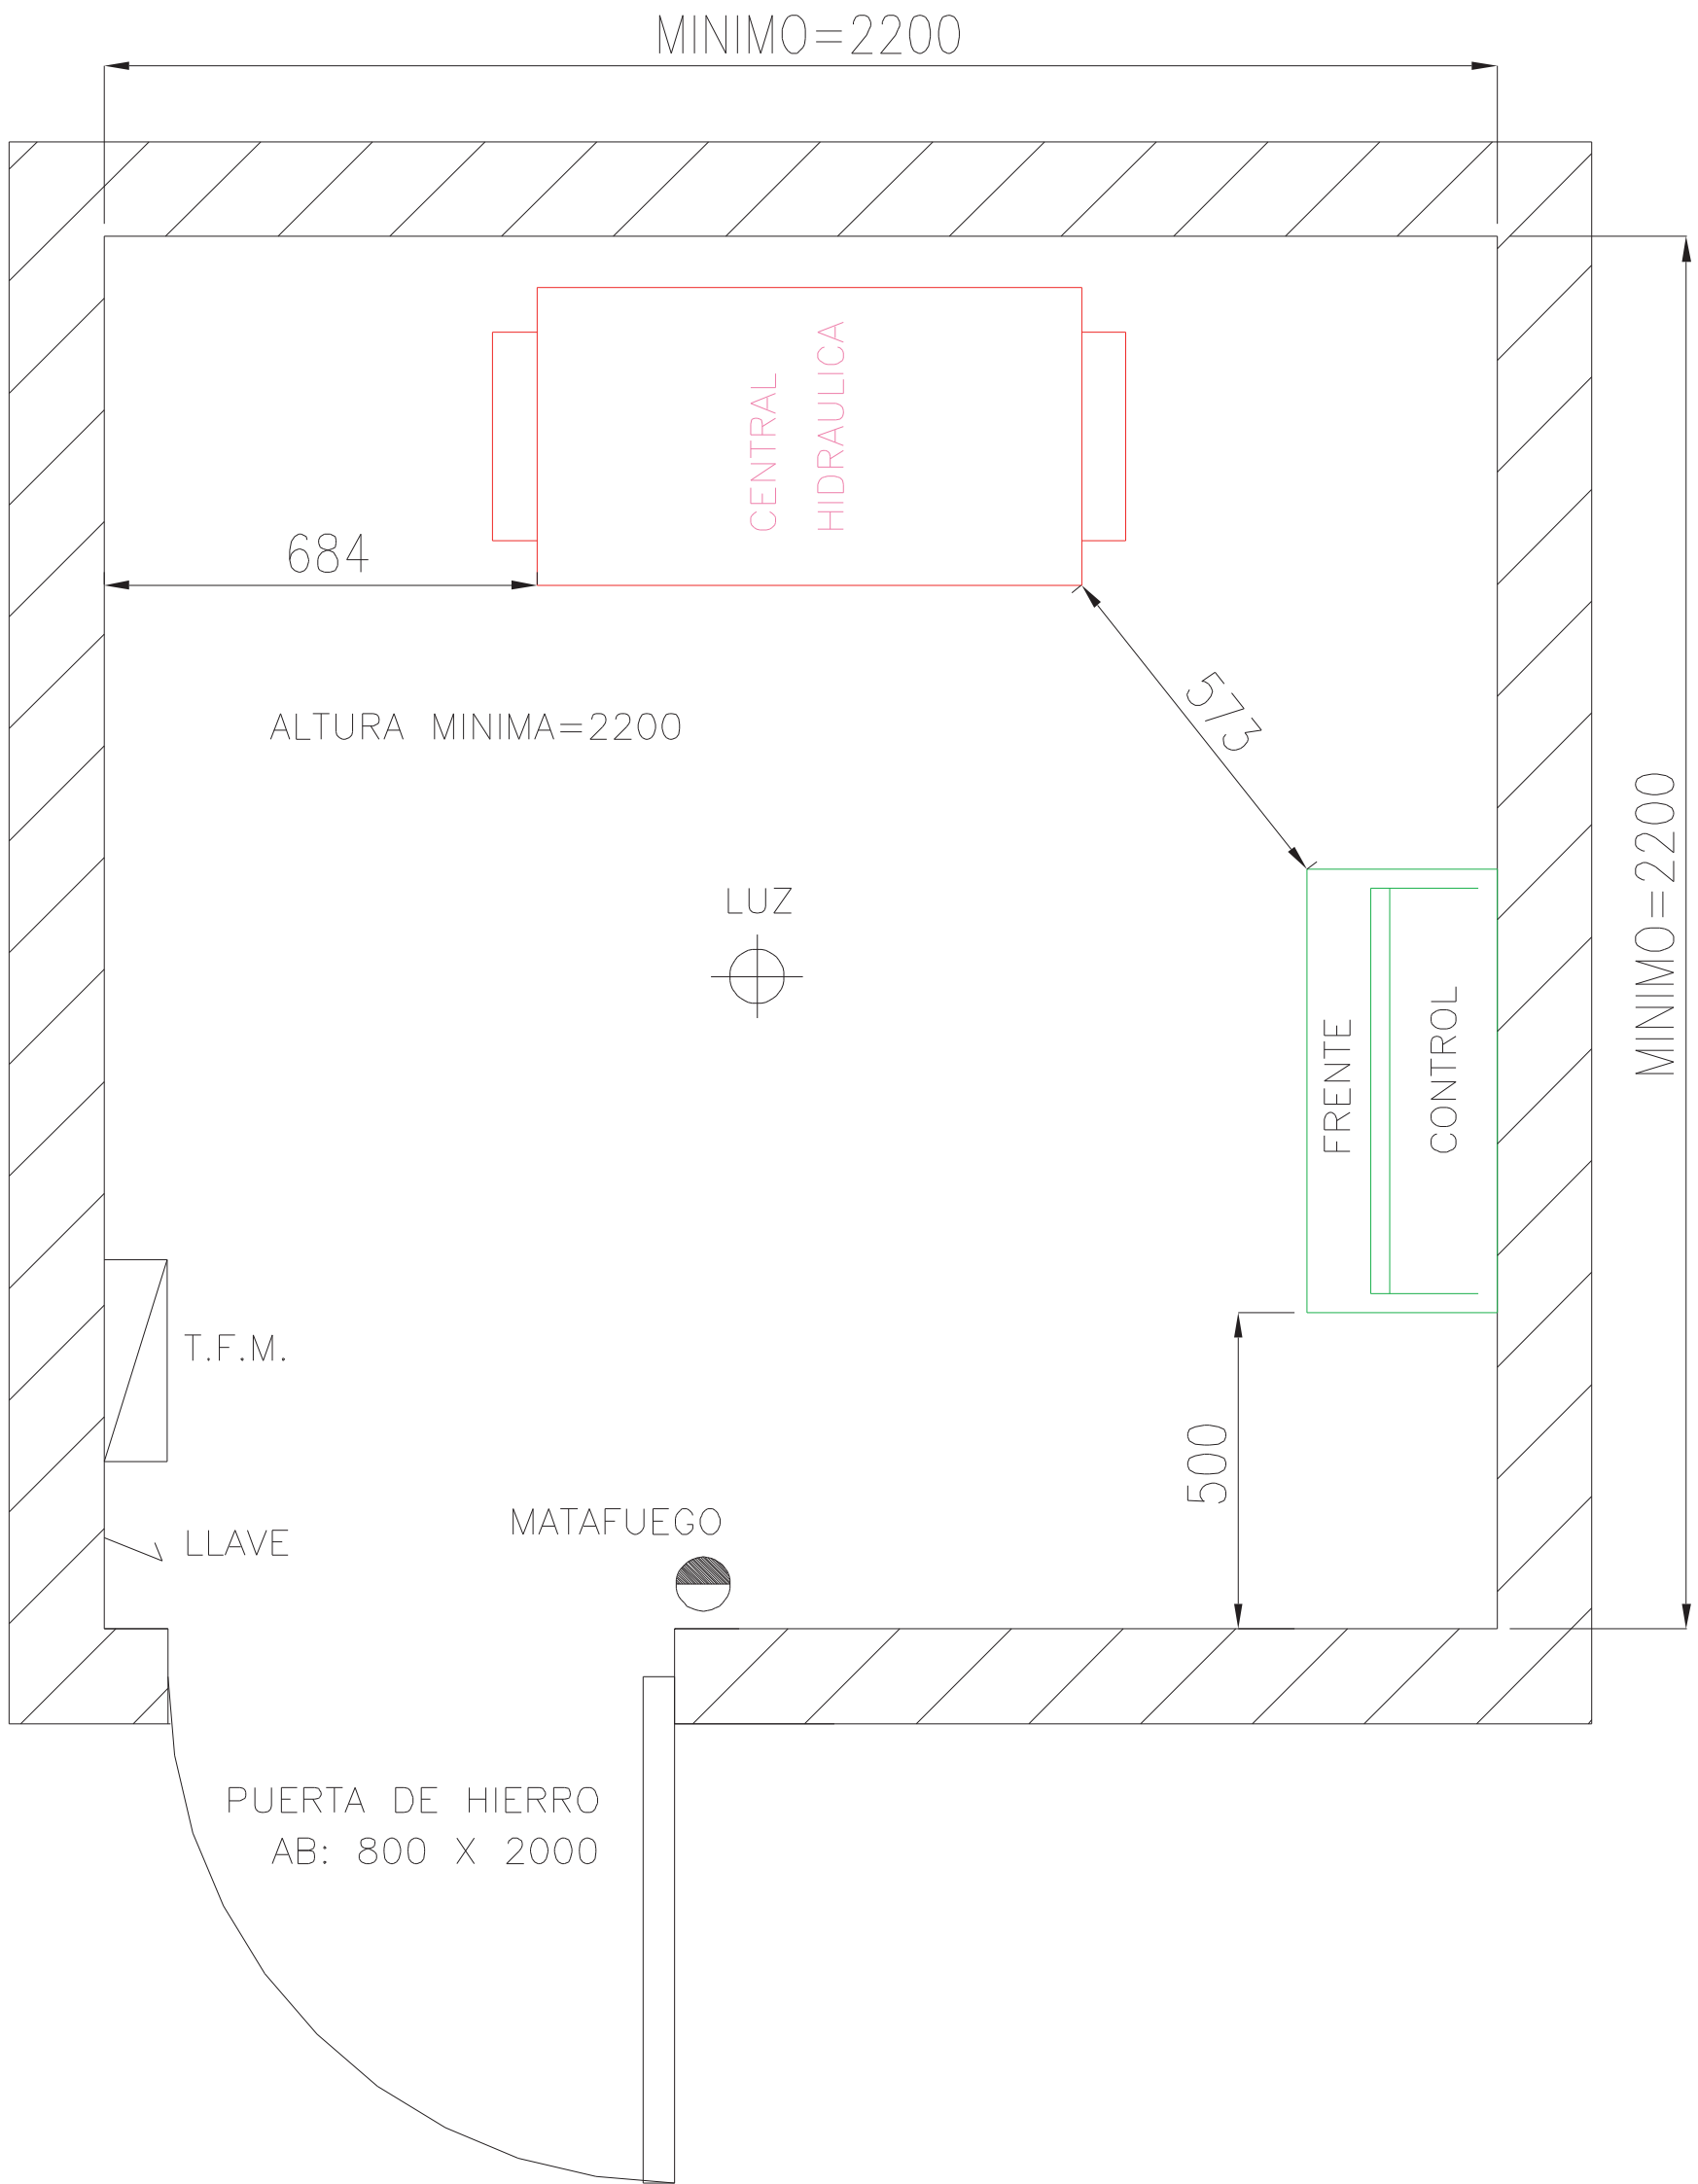 MINIMO=2200
CENTRAL
HIDRAULICA
684
573
ALTURA MINIMA=2200
MINIMO=2200
LUZ
FRENTE
CONTROL
T.F.M.
500
MATAFUEGO
LLAVE
PUERTA DE HIERRO
AB: 800 X 2000